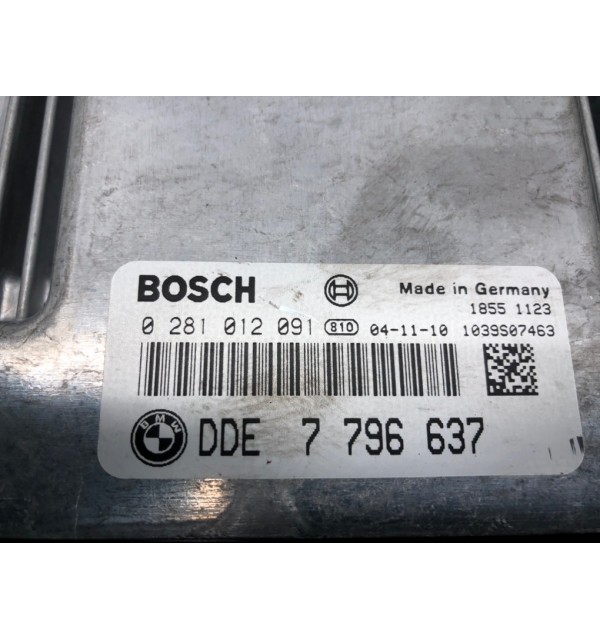 BOSCH Made in Germany
1855 1123
0 281 012 091 810 04-11-10 1039S07463
BMW DDE 7 796 637